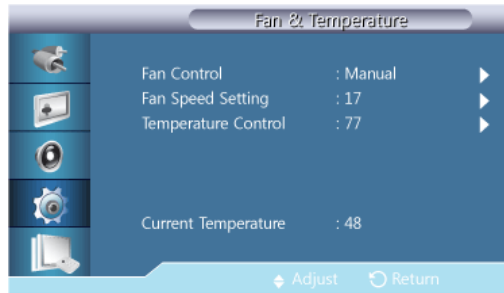 Fan & Temperature
Fan Control : Manual
Fan Speed Setting : 17
Temperature Control : 77
Current Temperature : 48
Adjust Return